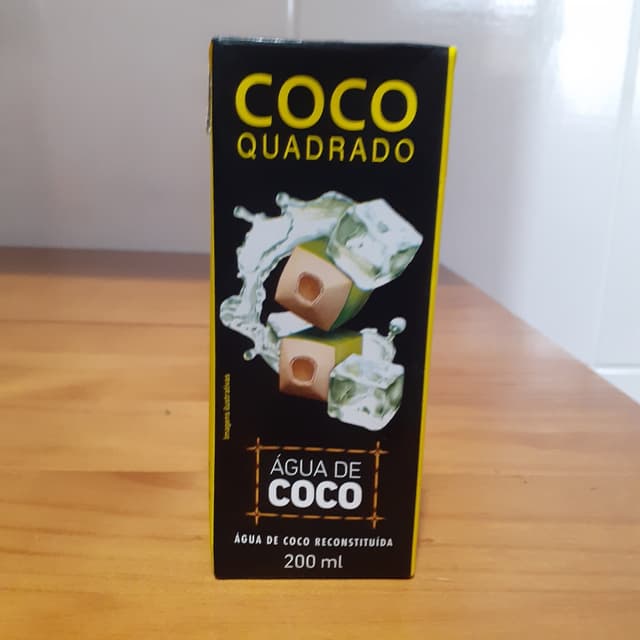 COCO
QUADRADO
Imagens ilustrativas
ÁGUA DE
COCO
ÁGUA DE COCO RECONSTITUÍDA
200 ml